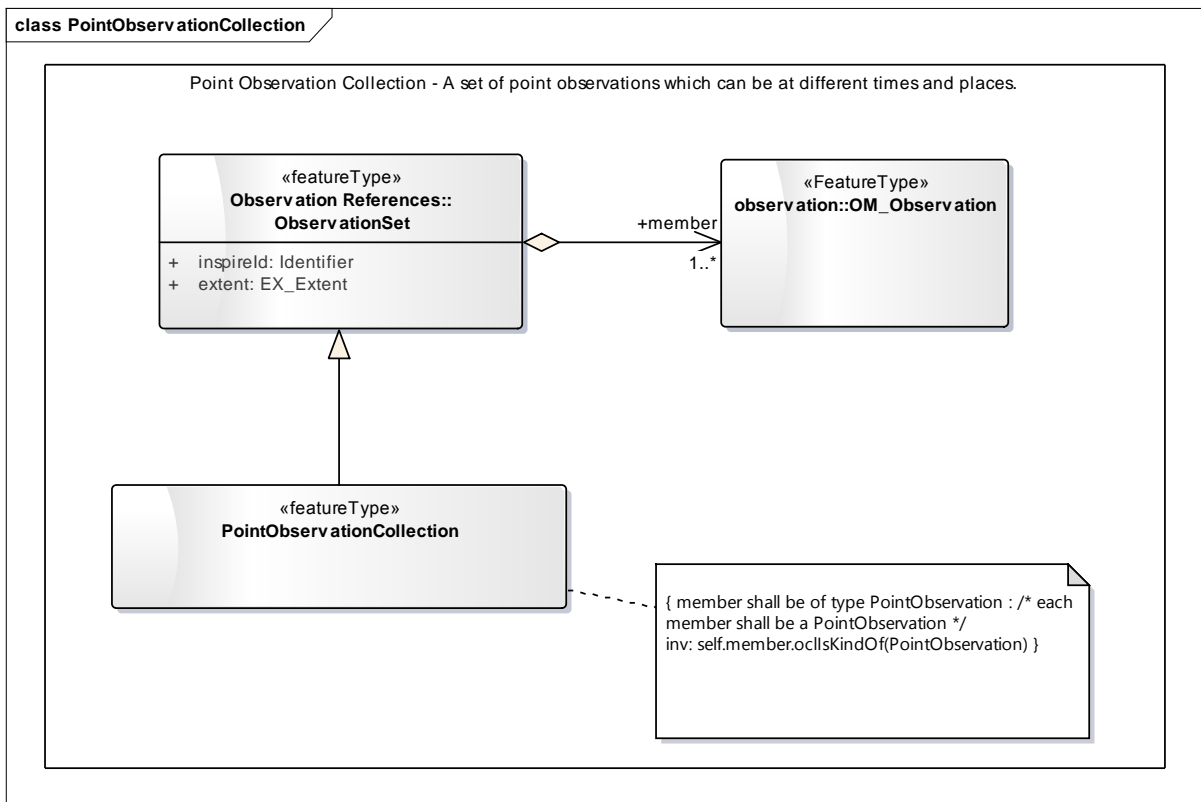 class PointObservationCollection
Point Observation Collection - A set of point observations which can be at different times and places.
«featureType»
Observation References::
ObservationSet
+ inspireId: Identifier
+ extent: EX_Extent
+member
1..*
«FeatureType»
observation::OM_Observation
«featureType»
PointObservationCollection
{ member shall be of type PointObservation : /* each
member shall be a PointObservation */
inv: self.member.oclIsKindOf(PointObservation) }